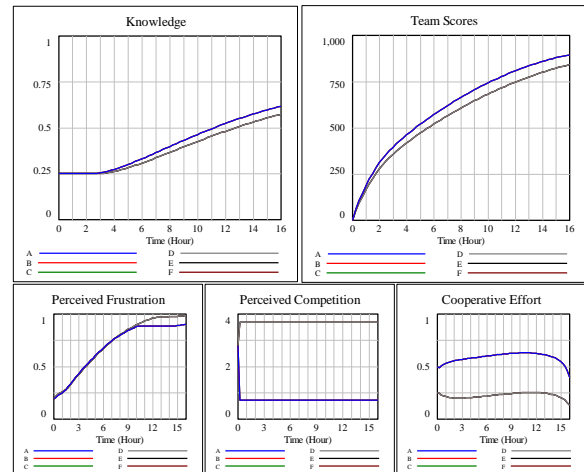 Knowledge
1
0.75
0.5
0.25
0
0 2 4 6 8 10 12 14 16
Time (Hour)
A D
B E
C F
Team Scores
1,000
750
500
250
0
0 2 4 6 8 10 12 14 16
Time (Hour)
A D
B E
C F
Perceived Frustration
1
0.5
0
0 3 6 9 12 15
Time (Hour)
A D
B E
C F
Perceived Competition
4
2
0
0 3 6 9 12 15
Time (Hour)
A D
B E
C F
Cooperative Effort
1
0.5
0
0 3 6 9 12 15
Time (Hour)
A D
B E
C F